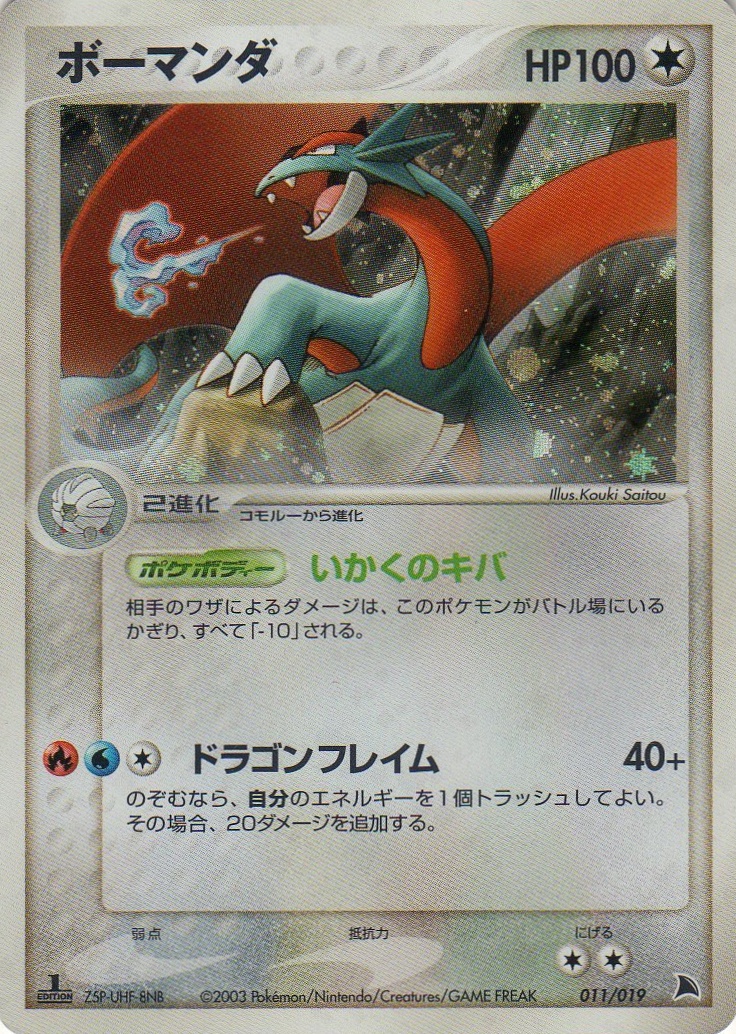 ボーマンダ HP100
Illus.Kouki Saitou
2進化 コモルーから進化
ポケボディー いかくのキバ
相手のワザによるダメージは、このポケモンがバトル場にいる
かぎり、すべて「-10」される。
ドラゴンフレイム 40+
のぞむなら、自分のエネルギーを1個トラッシュしてよい。
その場合、20ダメージを追加する。
弱点 抵抗力 にげる
1 EDITION Z5P-UHF-8NB ©2003 Pokémon/Nintendo/Creatures/GAME FREAK 011/019